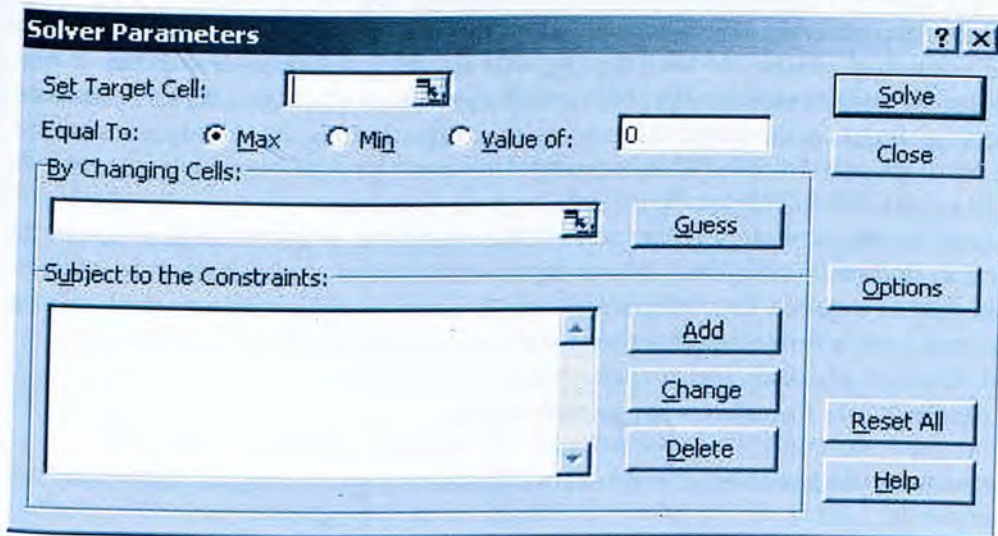 Solver Parameters ? ×
Set Target Cell:
Solve
Equal To: Max Min Value of: 0
Close
By Changing Cells:
Guess
Subject to the Constraints:
Options
Add
Change
Reset All
Delete
Help